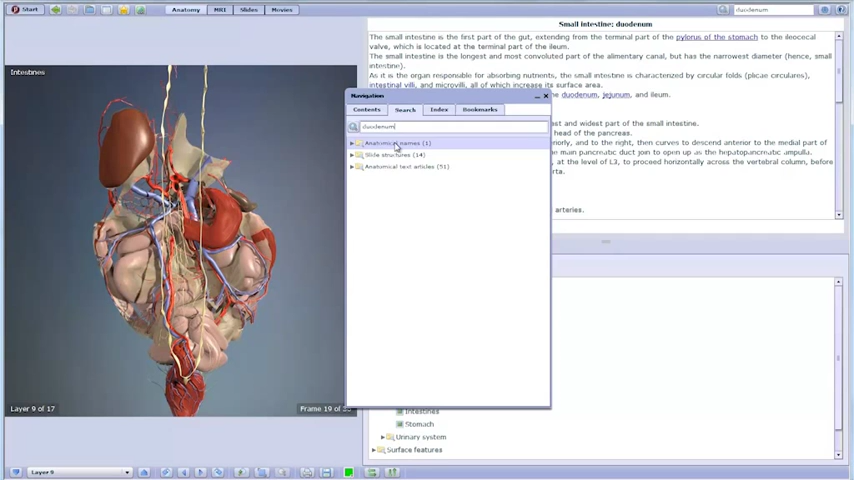 Start
Anatomy
MRI
Slides
Movies
duodenum
Small intestine: duodenum
The small intestine is the first part of the gut, extending from the terminal part of the pylorus of the stomach to the ileocecal
valve, which is located at the terminal part of the ileum.
The small intestine is the longest and most convoluted part of the alimentary canal, but has the narrowest diameter (hence, small
intestine).
As it is the organ responsible for absorbing nutrients, the small intestine is characterized by circular folds (plicae circulares),
intestinal villi, and microvilli, all of which increase its surface area.
the duodenum, jejunum, and ileum.
and widest part of the small intestine.
head of the pancreas.
and to the right, then curves to descend anterior to the medial part of
main pancreatic duct join to open up as the hepatopancreatic ampulla.
, at the level of L3, to proceed horizontally across the vertebral column, before
arteries.
Intestines
Navigation
Contents
Search
Index
Bookmarks
duodenum
Anatomical names (1)
Slide structures (14)
Anatomical text articles (51)
Layer 9 of 17
Frame 19 of
Intestines
Stomach
Urinary system
Surface features
Layer 9